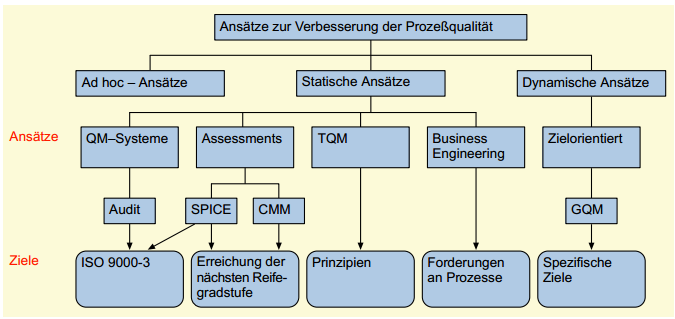 Ansätze zur Verbesserung der Prozeßqualität
Ad hoc – Ansätze
Statische Ansätze
Dynamische Ansätze
Ansätze
QM–Systeme
Assessments
TQM
Business
Engineering
Zielorientiert
Audit
SPICE
CMM
GQM
Ziele
ISO 9000-3
Erreichung der
nächsten Reife-
gradstufe
Prinzipien
Forderungen
an Prozesse
Spezifische
Ziele